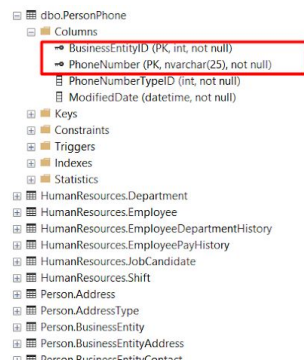 dbo.PersonPhone
Columns
BusinessEntityID (PK, int, not null)
PhoneNumber (PK, nvarchar(25), not null)
PhoneNumberTypeID (int, not null)
ModifiedDate (datetime, not null)
Keys
Constraints
Triggers
Indexes
Statistics
HumanResources.Department
HumanResources.Employee
HumanResources.EmployeeDepartmentHistory
HumanResources.EmployeePayHistory
HumanResources.JobCandidate
HumanResources.Shift
Person.Address
Person.AddressType
Person.BusinessEntity
Person.BusinessEntityAddress
Person.BusinessEntityContact